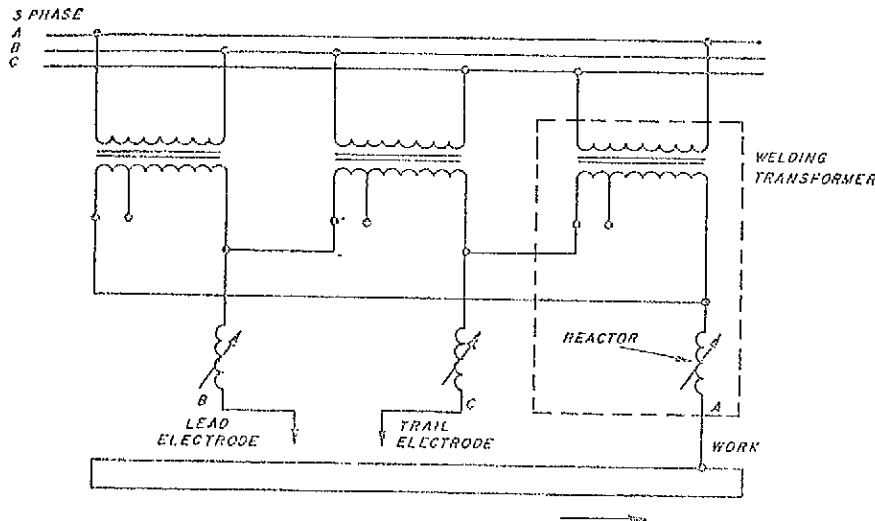 3 PHASE
A
B
C
WELDING
TRANSFORMER
REACTOR
B
C
A
LEAD
ELECTRODE
TRAIL
ELECTRODE
WORK